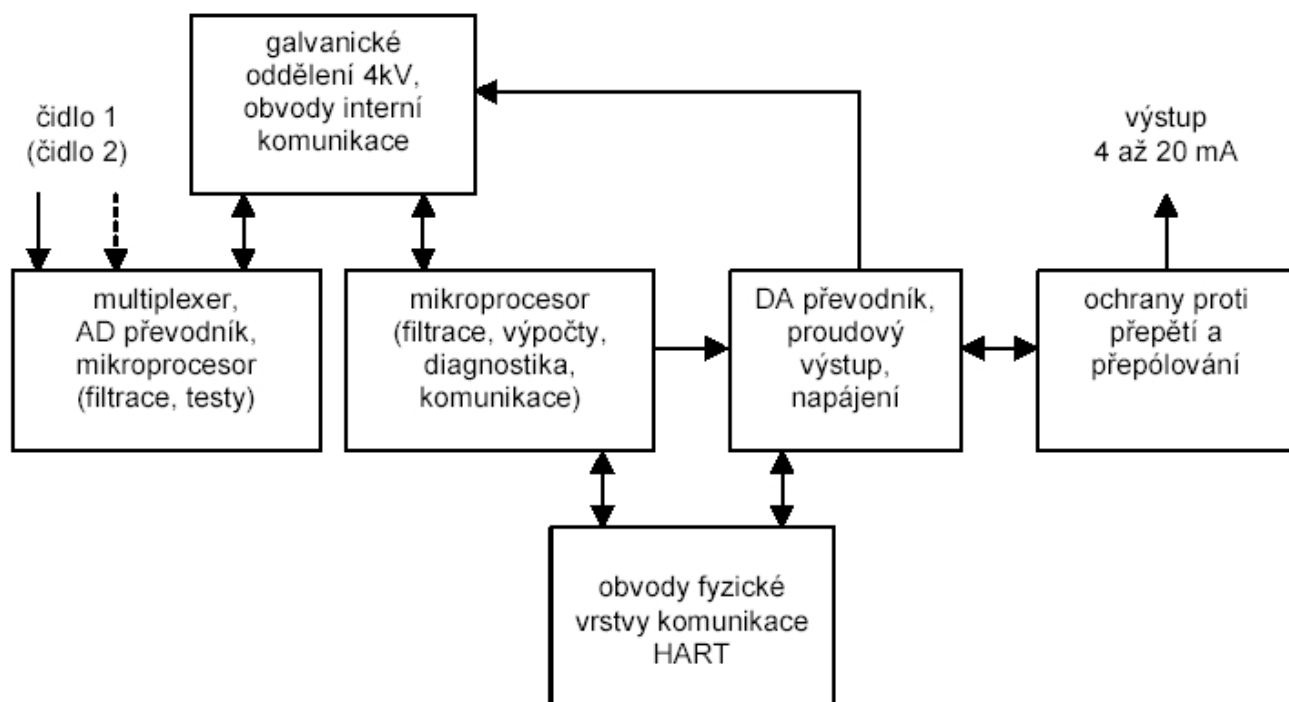 galvanické
oddělení 4kV,
obvody interní
komunikace
čidlo 1
(čidlo 2)
výstup
4 až 20 mA
multiplexer,
AD převodník,
mikroprocesor
(filtrace, testy)
mikroprocesor
(filtrace, výpočty,
diagnostika,
komunikace)
DA převodník,
proudový
výstup,
napájení
ochrany proti
přepětí a
přepólování
obvody fyzické
vrstvy komunikace
HART